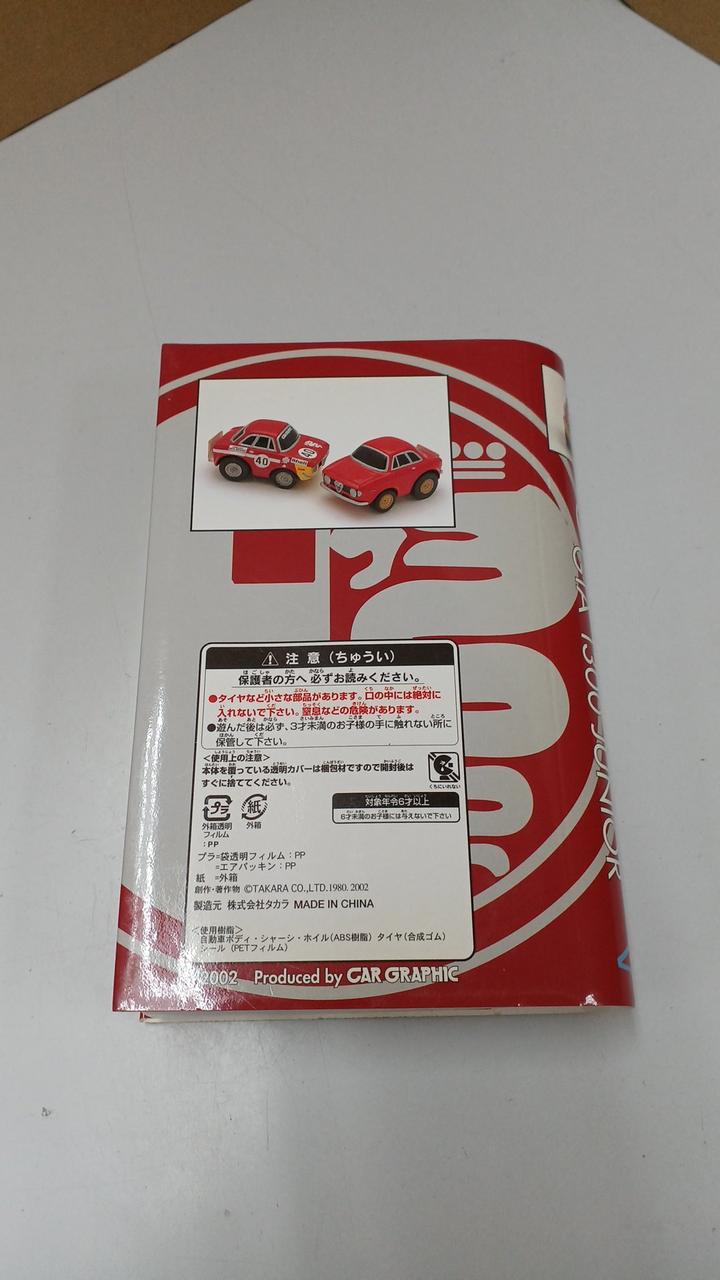 40
⚠ 注意（ちゅうい）
保護者の方へ 必ずお読みください。
●タイヤなど小さな部品があります。口の中には絶対に
入れないで下さい。窒息などの危険があります。
●遊んだ後は必ず、3才未満のお子様の手に触れない所に
保管して下さい。
＜使用上の注意＞
本体を覆っている透明カバーは梱包材ですので開封後は
すぐに捨ててください。
くちにいれない
対象年令6才以上
6才未満のお子様には与えないで下さい
プラ
紙
外箱透明
フィルム
：PP
外箱
プラ=袋透明フィルム：PP
=エアパッキン：PP
紙 =外箱
創作・著作物 ©TAKARA CO.,LTD.1980. 2002
製造元 株式会社タカラ MADE IN CHINA
＜使用樹脂＞
自動車ボディ・シャーシ・ホイル(ABS樹脂) タイヤ(合成ゴム)
シール(PETフィルム)
2002 Produced by CAR GRAPHIC
GTA 1300 JUNIOR